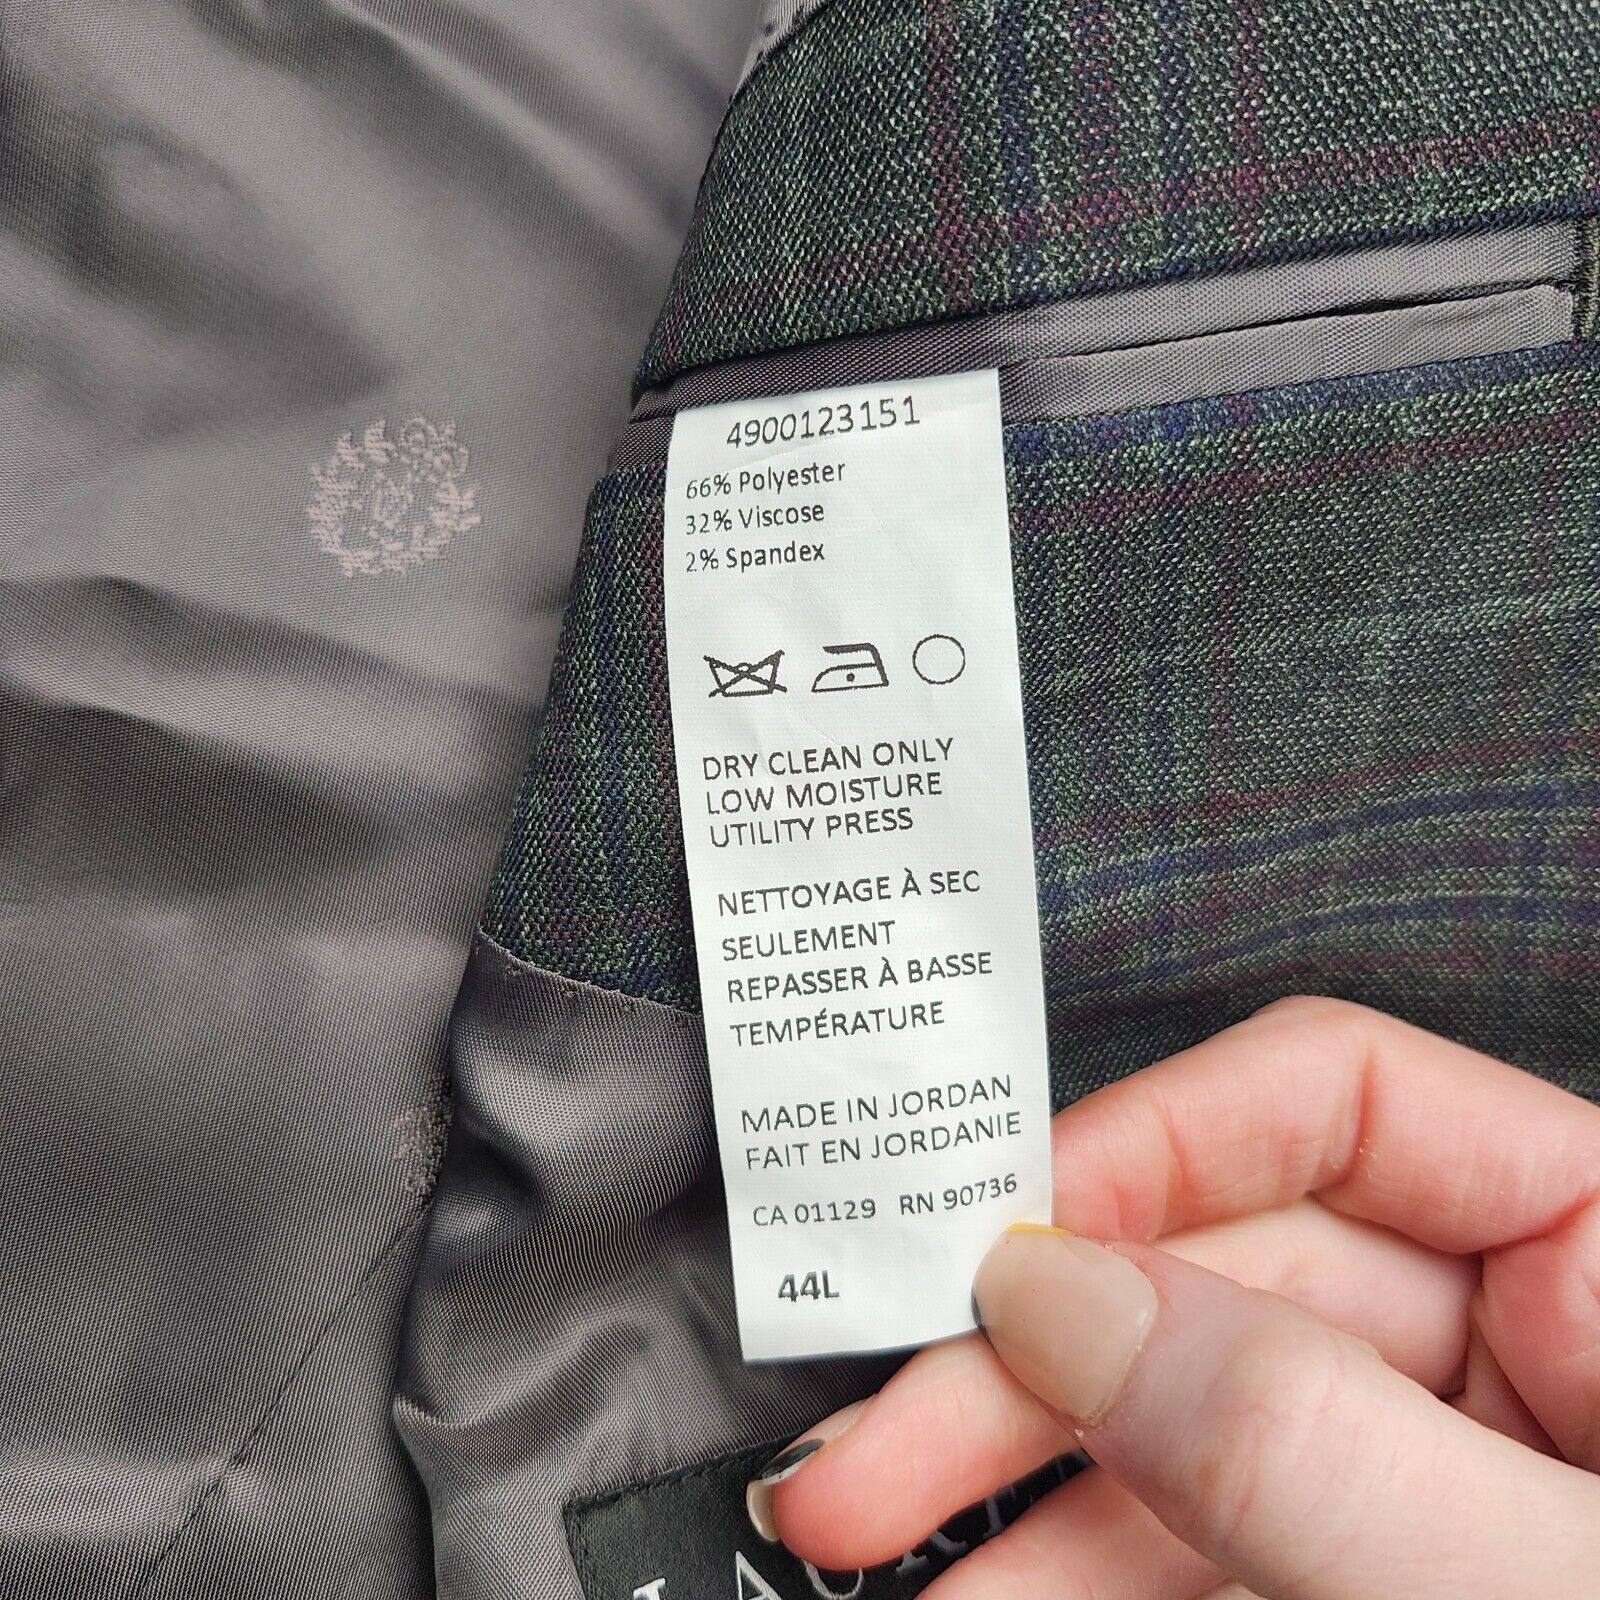 4900123151
66% Polyester
32% Viscose
2% Spandex
DRY CLEAN ONLY
LOW MOISTURE
UTILITY PRESS
NETTOYAGE À SEC
SEULEMENT
REPASSER À BASSE
TEMPÉRATURE
MADE IN JORDAN
FAIT EN JORDANIE
CA 01129 RN 90736
44L